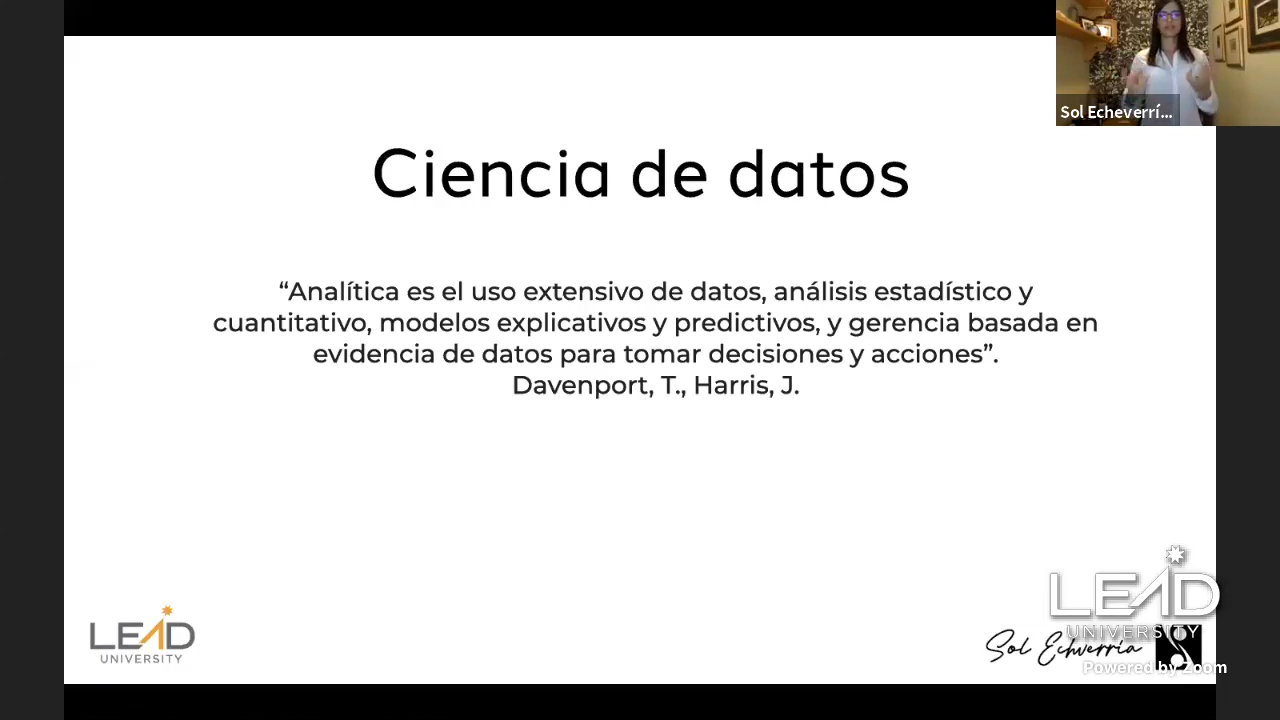 Sol Echeverrí...
Ciencia de datos
“Analítica es el uso extensivo de datos, análisis estadístico y
cuantitativo, modelos explicativos y predictivos, y gerencia basada en
evidencia de datos para tomar decisiones y acciones”.
Davenport, T., Harris, J.
LEAD
UNIVERSITY
LEAD
UNIVERSITY
Sol Echverría
Powered by Zoom